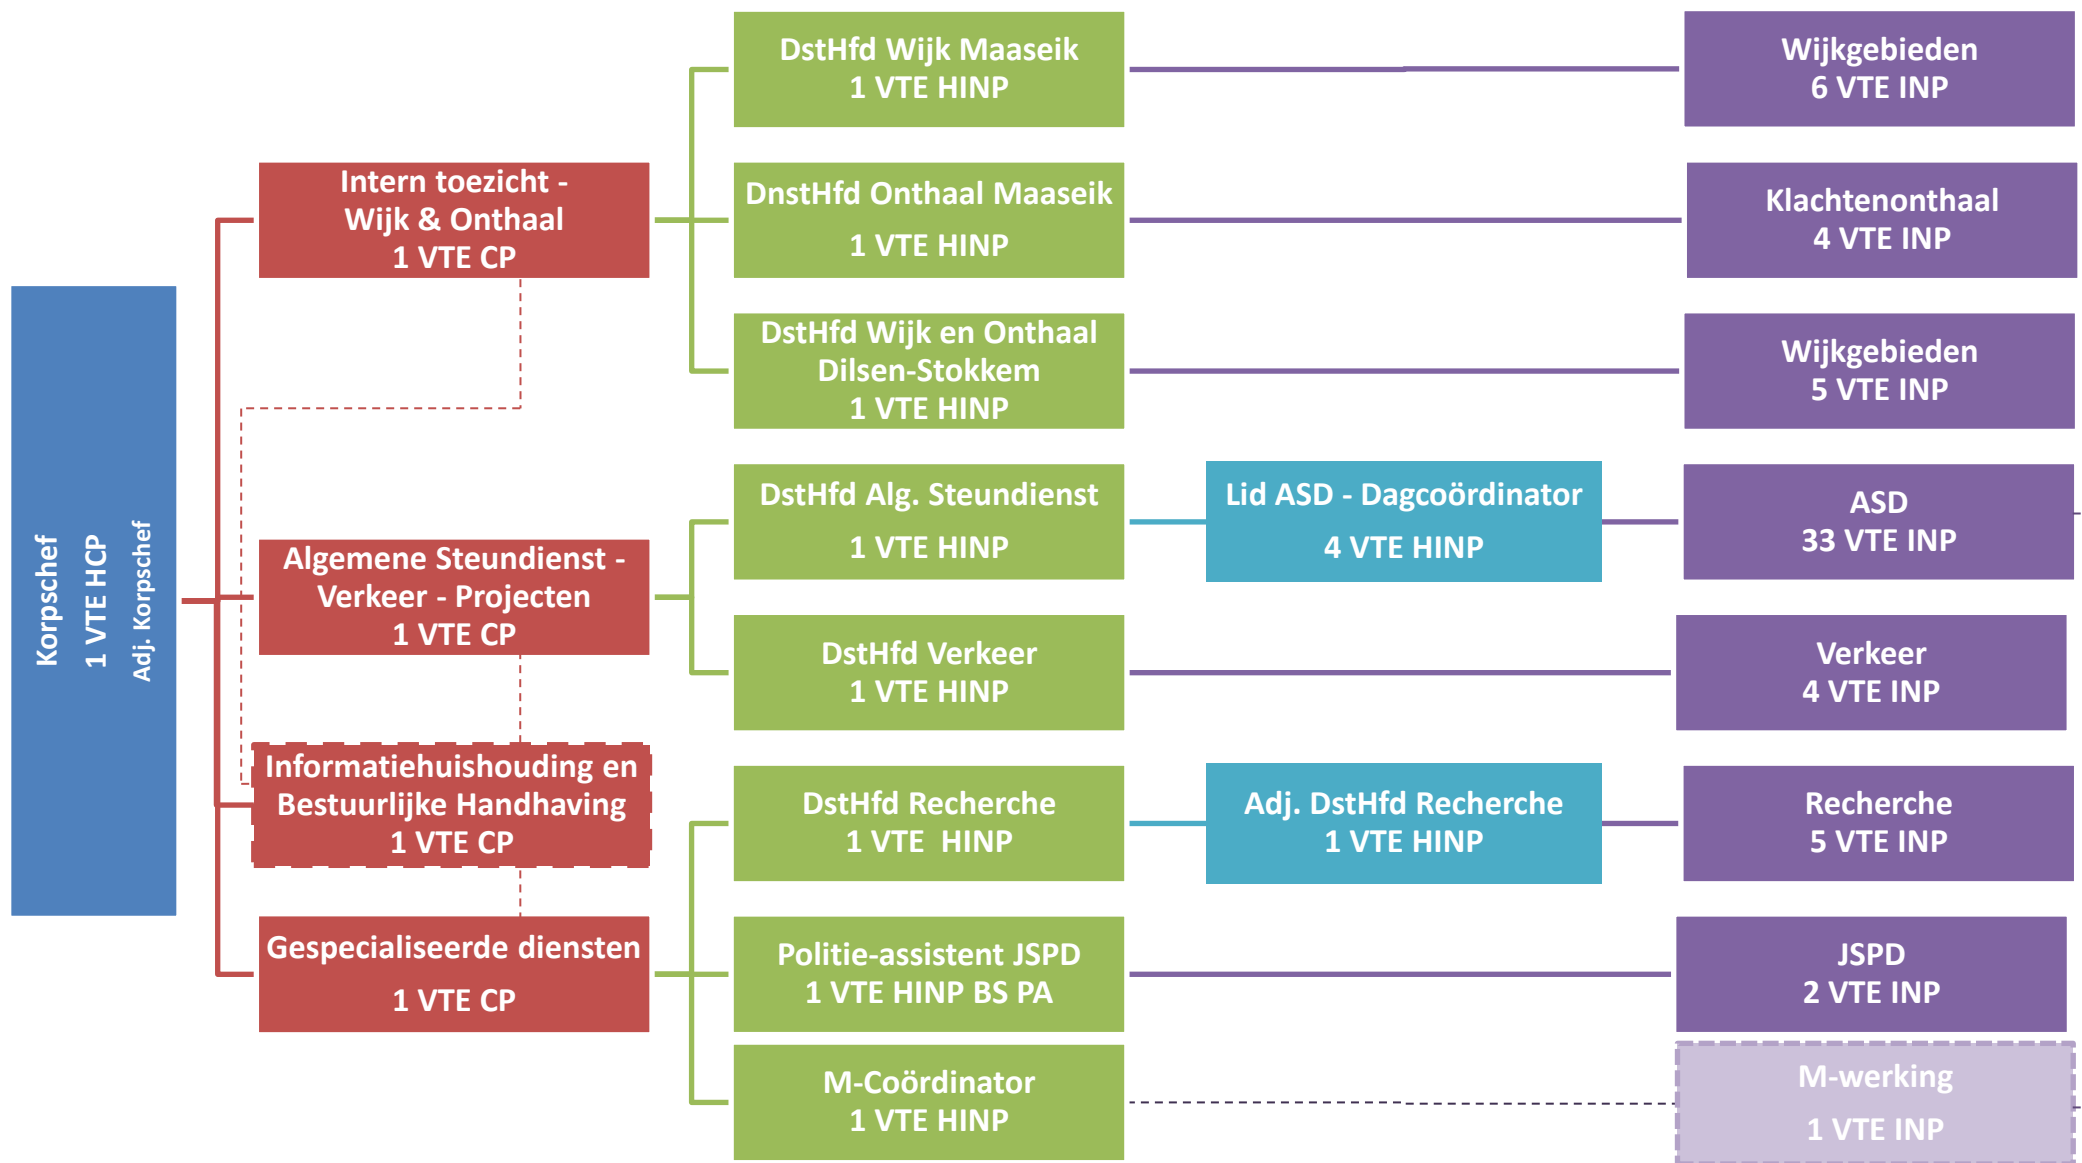 Korpschef
1 VTE HCP
Adj. Korpschef
Intern toezicht -
Wijk & Onthaal
1 VTE CP
Algemene Steundienst -
Verkeer - Projecten
1 VTE CP
Informatiehuishouding en
Bestuurlijke Handhaving
1 VTE CP
Gespecialiseerde diensten
1 VTE CP
DstHfd Wijk Maaseik
1 VTE HINP
DnstHfd Onthaal Maaseik
1 VTE HINP
DstHfd Wijk en Onthaal
Dilsen-Stokkem
1 VTE HINP
DstHfd Alg. Steundienst
1 VTE HINP
DstHfd Verkeer
1 VTE HINP
DstHfd Recherche
1 VTE HINP
Politie-assistent JSPD
1 VTE HINP BS PA
M-Coördinator
1 VTE HINP
Lid ASD - Dagcoördinator
4 VTE HINP
Adj. DstHfd Recherche
1 VTE HINP
Wijkgebieden
6 VTE INP
Klachtenonthaal
4 VTE INP
Wijkgebieden
5 VTE INP
ASD
33 VTE INP
Verkeer
4 VTE INP
Recherche
5 VTE INP
JSPD
2 VTE INP
M-werking
1 VTE INP